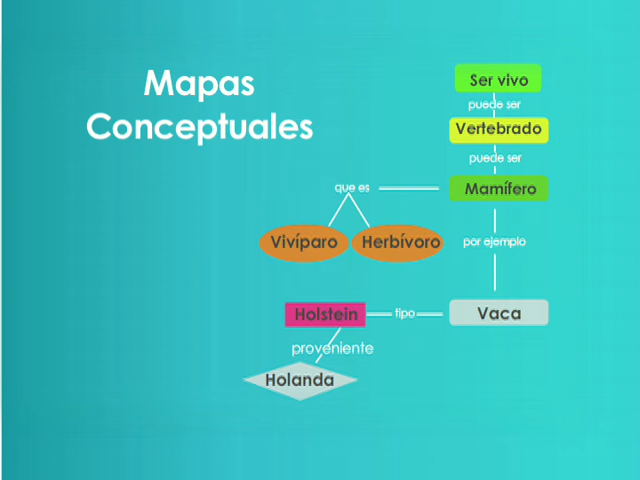 Mapas
Conceptuales
Ser vivo
puede ser
Vertebrado
puede ser
Mamífero
que es
Vivíparo
Herbívoro
por ejemplo
Vaca
tipo
Holstein
proveniente
Holanda